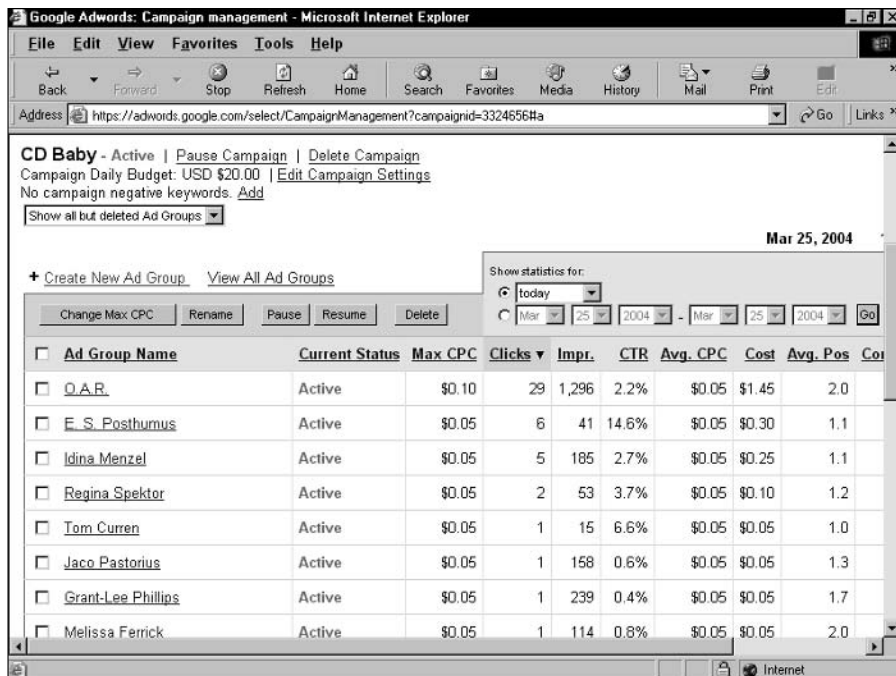 Google Adwords: Campaign management - Microsoft Internet Explorer
File Edit View Favorites Tools Help
Back Forward Stop Refresh Home Search Favorites Media History Mail Print Edit
Address https://adwords.google.com/select/CampaignManagement?campaignid=3324656#a Go Links
CD Baby - Active | Pause Campaign | Delete Campaign
Campaign Daily Budget: USD $20.00 | Edit Campaign Settings
No campaign negative keywords. Add
Show all but deleted Ad Groups
Mar 25, 2004
+ Create New Ad Group View All Ad Groups
Show statistics for:
today
Mar 25 2004 - Mar 25 2004 Go
Change Max CPC Rename Pause Resume Delete
Ad Group Name Current Status Max CPC Clicks ▼ Impr. CTR Avg. CPC Cost Avg. Pos
O.A.R. Active $0.10 29 1,296 2.2% $0.05 $1.45 2.0
E. S. Posthumus Active $0.05 6 41 14.6% $0.05 $0.30 1.1
Idina Menzel Active $0.05 5 185 2.7% $0.05 $0.25 1.1
Regina Spektor Active $0.05 2 53 3.7% $0.05 $0.10 1.2
Tom Curren Active $0.05 1 15 6.6% $0.05 $0.05 1.0
Jaco Pastorius Active $0.05 1 158 0.6% $0.05 $0.05 1.3
Grant-Lee Phillips Active $0.05 1 239 0.4% $0.05 $0.05 1.7
Melissa Ferrick Active $0.05 1 114 0.8% $0.05 $0.05 2.0
Internet